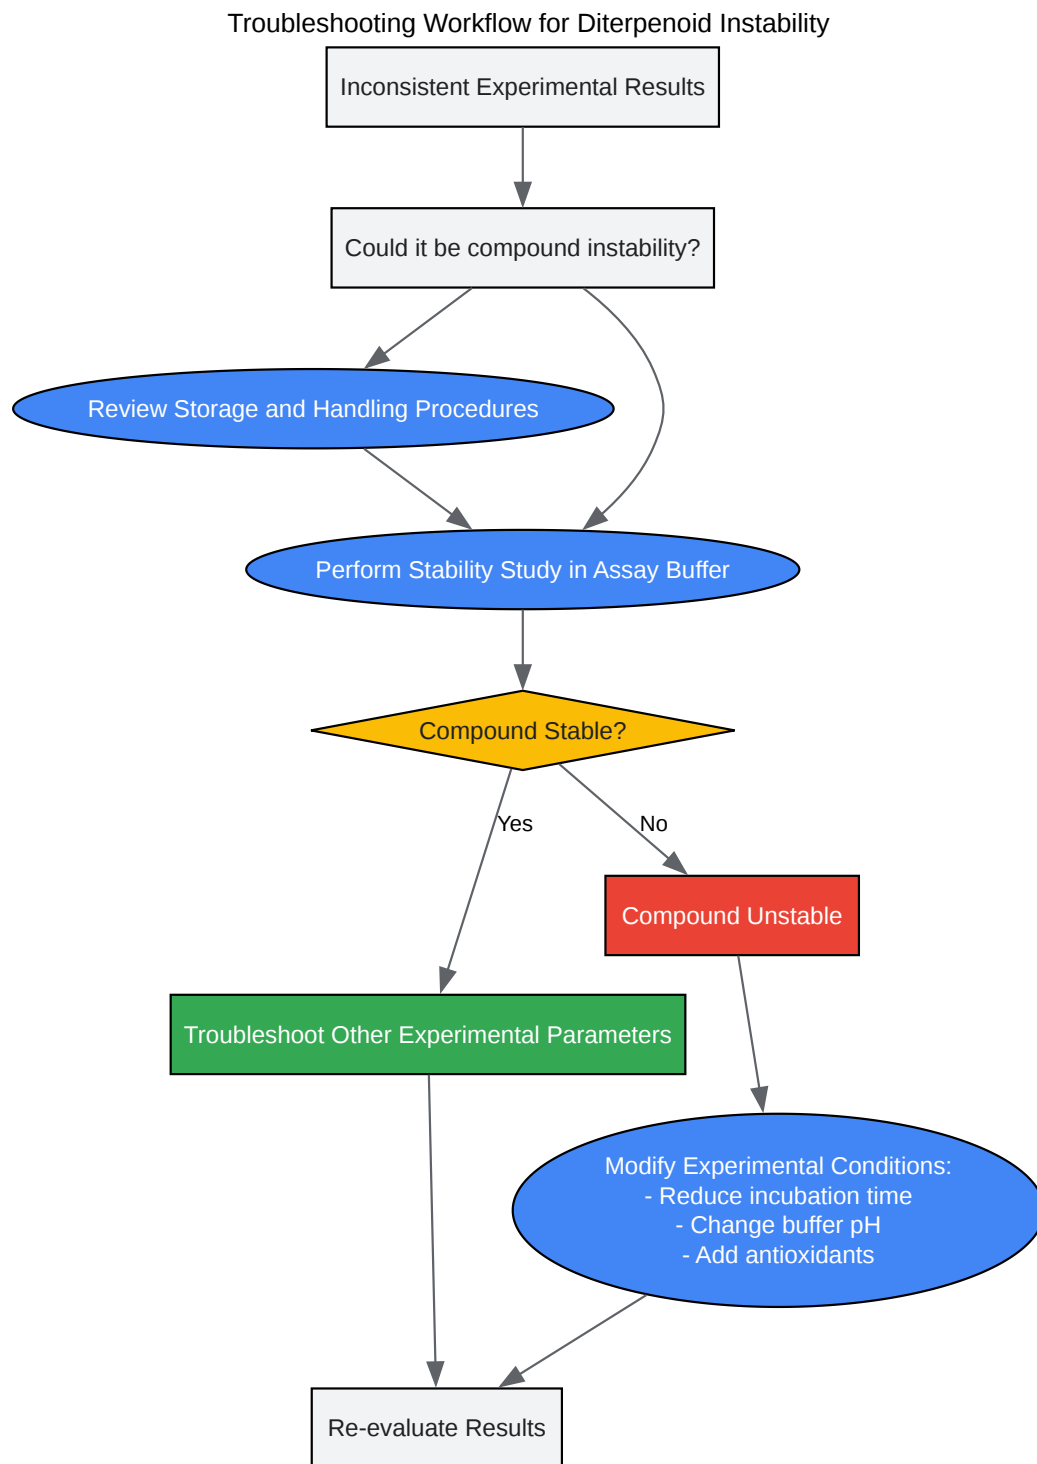 Troubleshooting Workflow for Diterpenoid Instability
Inconsistent Experimental Results
Could it be compound instability?
Review Storage and Handling Procedures
Perform Stability Study in Assay Buffer
Compound Stable?
Yes
No
Compound Unstable
Troubleshoot Other Experimental Parameters
Modify Experimental Conditions:
- Reduce incubation time
- Change buffer pH
- Add antioxidants
Re-evaluate Results